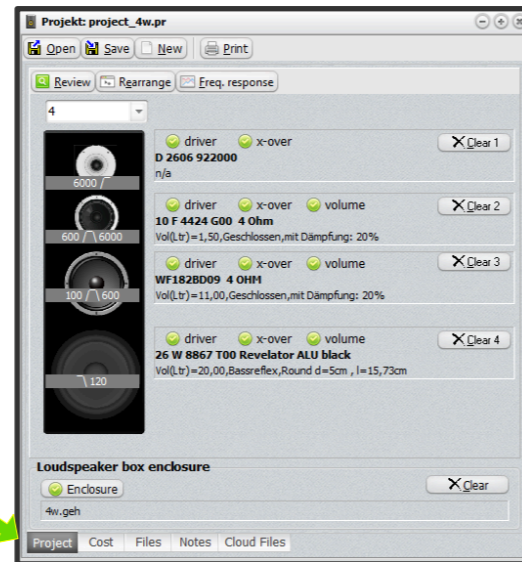 Projekt: project_4w.pr
Open Save New Print
Review Rearrange Freq. response
4
driver x-over Clear 1
D 2606 922000
n/a
6000
driver x-over volume Clear 2
10 F 4424 G00 4 Ohm
600 6000
Vol(Ltr)=1,50,Geschlossen,mit Dämpfung: 20%
driver x-over volume Clear 3
WF182BD09 4 OHM
100 600
Vol(Ltr)=11,00,Geschlossen,mit Dämpfung: 20%
driver x-over volume Clear 4
26 W 8867 T00 Revelator ALU black
Vol(Ltr)=20,00,Bassreflex,Round d=5cm , l=15,73cm
120
Loudspeaker box enclosure
Enclosure Clear
4w.geh
Project Cost Files Notes Cloud Files